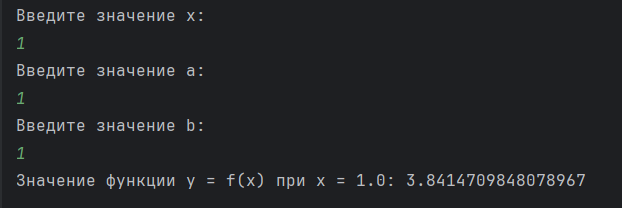 Введите значение x:
1
Введите значение a:
1
Введите значение b:
1
Значение функции y = f(x) при x = 1.0: 3.8414709848078967